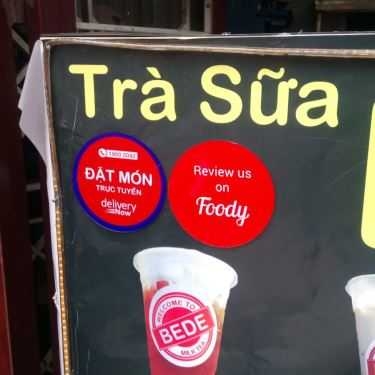 Trà Sữa
1900 2042
ĐẶT MÓN
TRỰC TUYẾN
delivery
Now
Review us
on
Foody
WELCOME TO
BEDE
MILK TEA